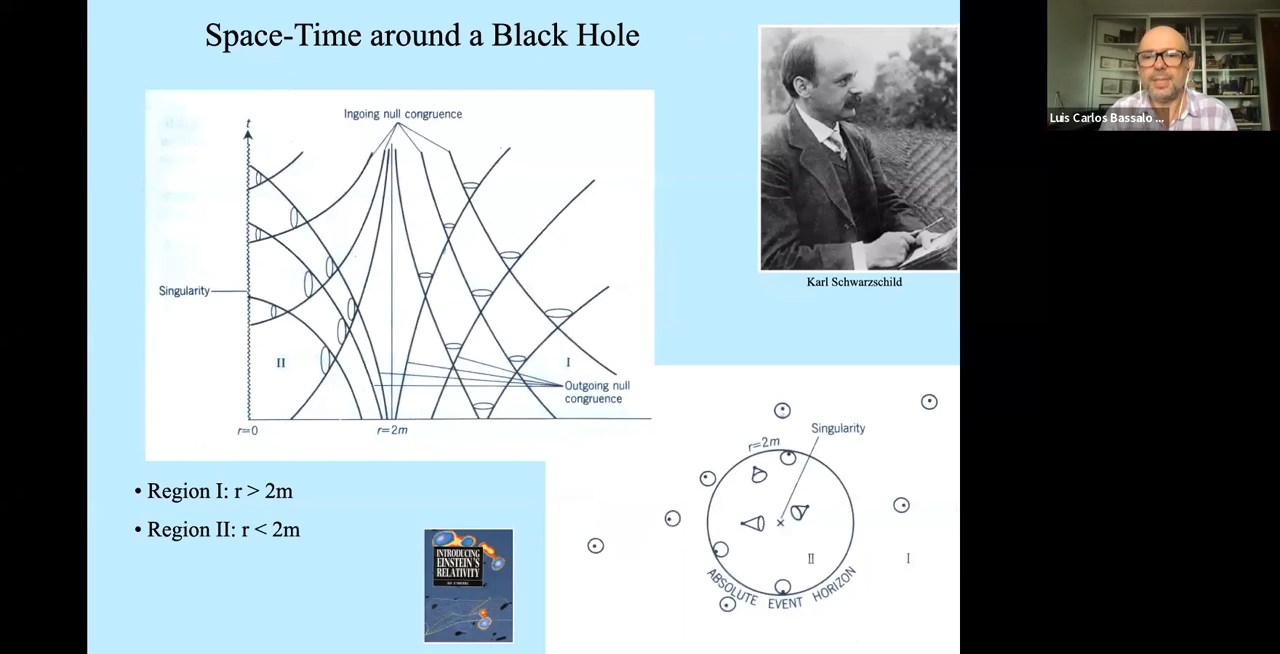 Space-Time around a Black Hole
Luis Carlos Bassalo ...
Ingoing null congruence
t
Singularity
II
I
Outgoing null
congruence
r=0
r=2m
Karl Schwarzschild
• Region I: r > 2m
• Region II: r < 2m
INTRODUCING
EINSTEIN'S
RELATIVITY
Singularity
r=2m
II
I
ABSOLUTE EVENT HORIZON